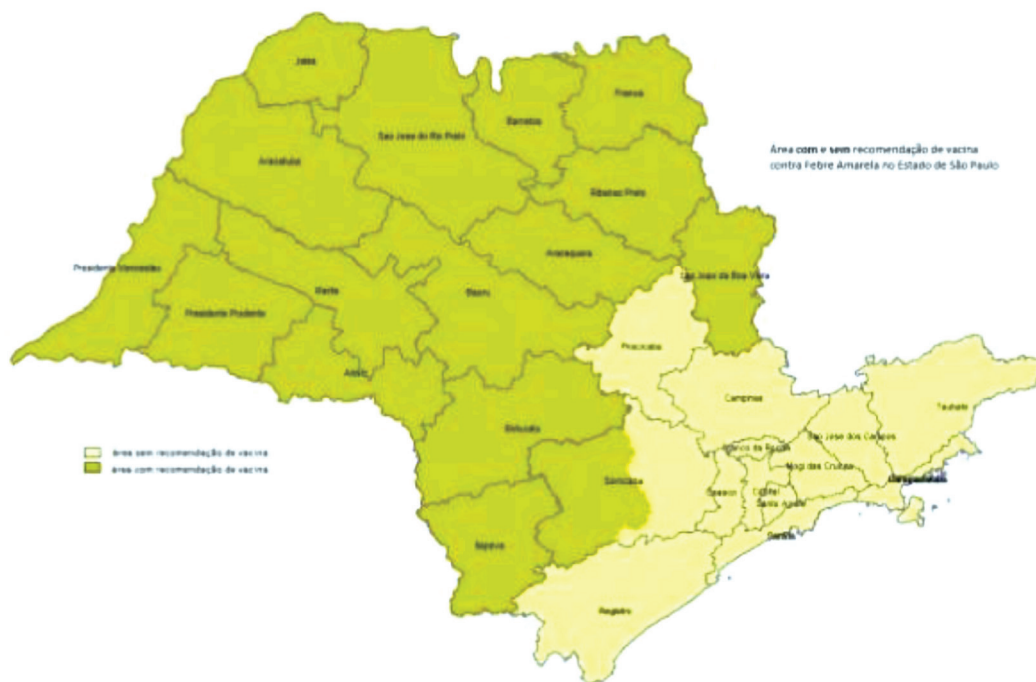 Jales
São José do Rio Preto
Barretos
Franca
Área com e sem recomendação de vacina
contra Febre Amarela no Estado de São Paulo
Araçatuba
Ribeirão Preto
Araraquara
São João da Boa Vista
Presidente Venceslau
Marília
Bauru
Presidente Prudente
Piracicaba
Assis
Campinas
Taubaté
Botucatu
São José dos Campos
área sem recomendação de vacina
área com recomendação de vacina
Mogi das Cruzes
Sorocaba
Osasco
Capital
Santo André
Santos
Itapeva
Registro